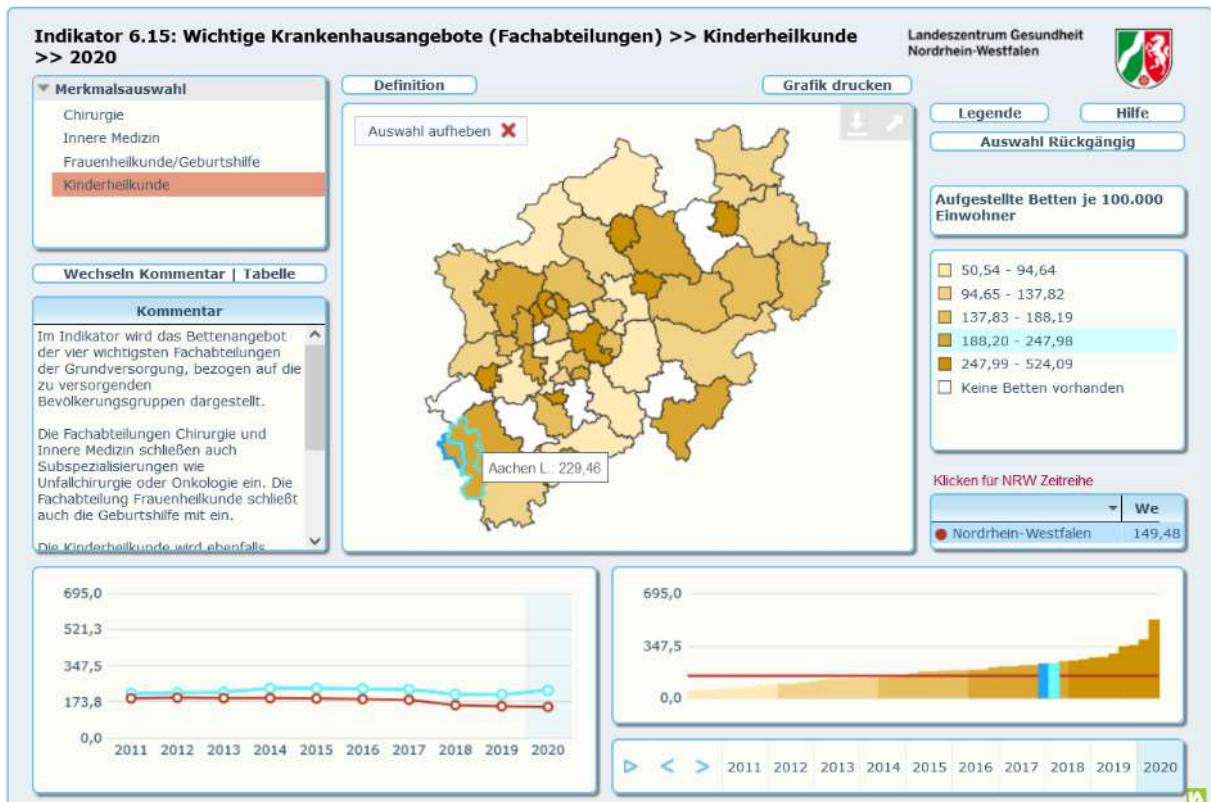 Indikator 6.15: Wichtige Krankenhausangebote (Fachabteilungen) >> Kinderheilkunde
>> 2020
Landeszentrum Gesundheit
Nordrhein-Westfalen
Merkmalsauswahl
Chirurgie
Innere Medizin
Frauenheilkunde/Geburtshilfe
Kinderheilkunde
Wechseln Kommentar | Tabelle
Kommentar
Im Indikator wird das Bettenangebot
der vier wichtigsten Fachabteilungen
der Grundversorgung, bezogen auf die
zu versorgenden
Bevölkerungsgruppen dargestellt.
Die Fachabteilungen Chirurgie und
Innere Medizin schließen auch
Subspezialisierungen wie
Unfallchirurgie oder Onkologie ein. Die
Fachabteilung Frauenheilkunde schließt
auch die Geburtshilfe mit ein.
Die Kinderheilkunde wird ebenfalls
Definition
Grafik drucken
Auswahl aufheben
Aachen L.: 229,46
Legende
Hilfe
Auswahl Rückgängig
Aufgestellte Betten je 100.000
Einwohner
50,54 - 94,64
94,65 - 137,82
137,83 - 188,19
188,20 - 247,98
247,99 - 524,09
Keine Betten vorhanden
Klicken für NRW Zeitreihe
We
Nordrhein-Westfalen 149,48
695,0
521,3
347,5
173,8
0,0
2011 2012 2013 2014 2015 2016 2017 2018 2019 2020
695,0
347,5
0,0
2011 2012 2013 2014 2015 2016 2017 2018 2019 2020